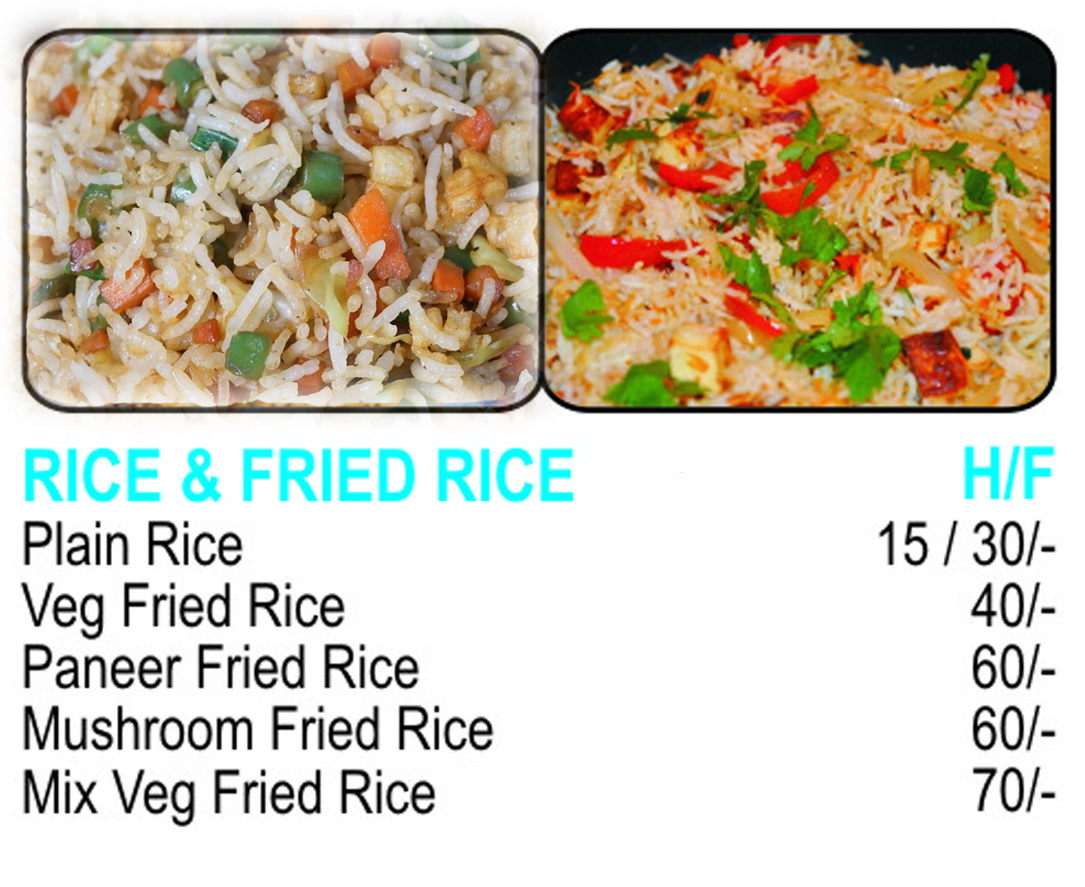 RICE & FRIED RICE H/F
Plain Rice 15 / 30/-
Veg Fried Rice 40/-
Paneer Fried Rice 60/-
Mushroom Fried Rice 60/-
Mix Veg Fried Rice 70/-